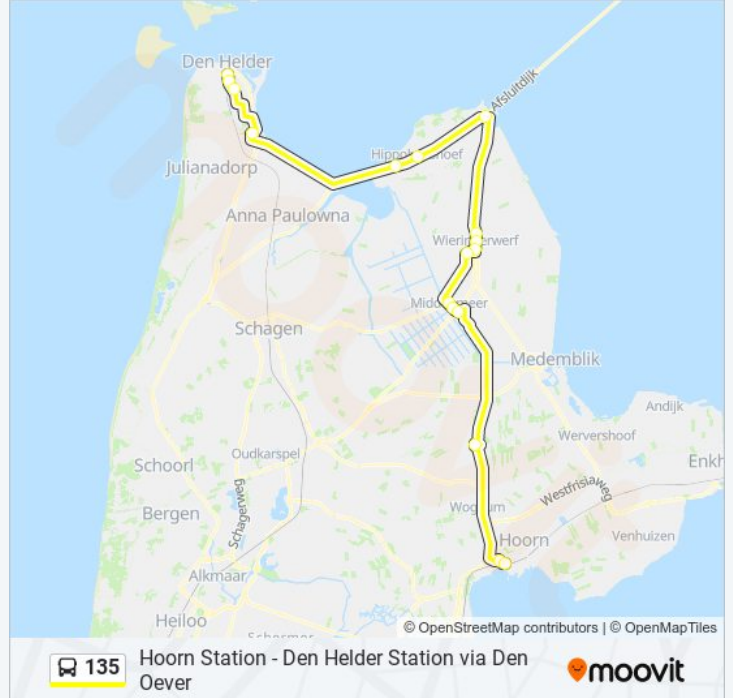 Den Helder
Afsluitdijk
Julianadorp
Anna Paulowna
Schagen
Medemblik
Andijk
Wervershoof
Oudkarspel
Enkh
Schoorl
Westfrisiaweg
Schagerweg
Bergen
Hoorn
Venhuizen
Alkmaar
Heiloo
© OpenStreetMap contributors | © OpenMapTiles
135
Hoorn Station - Den Helder Station via Den
Oever
moovit